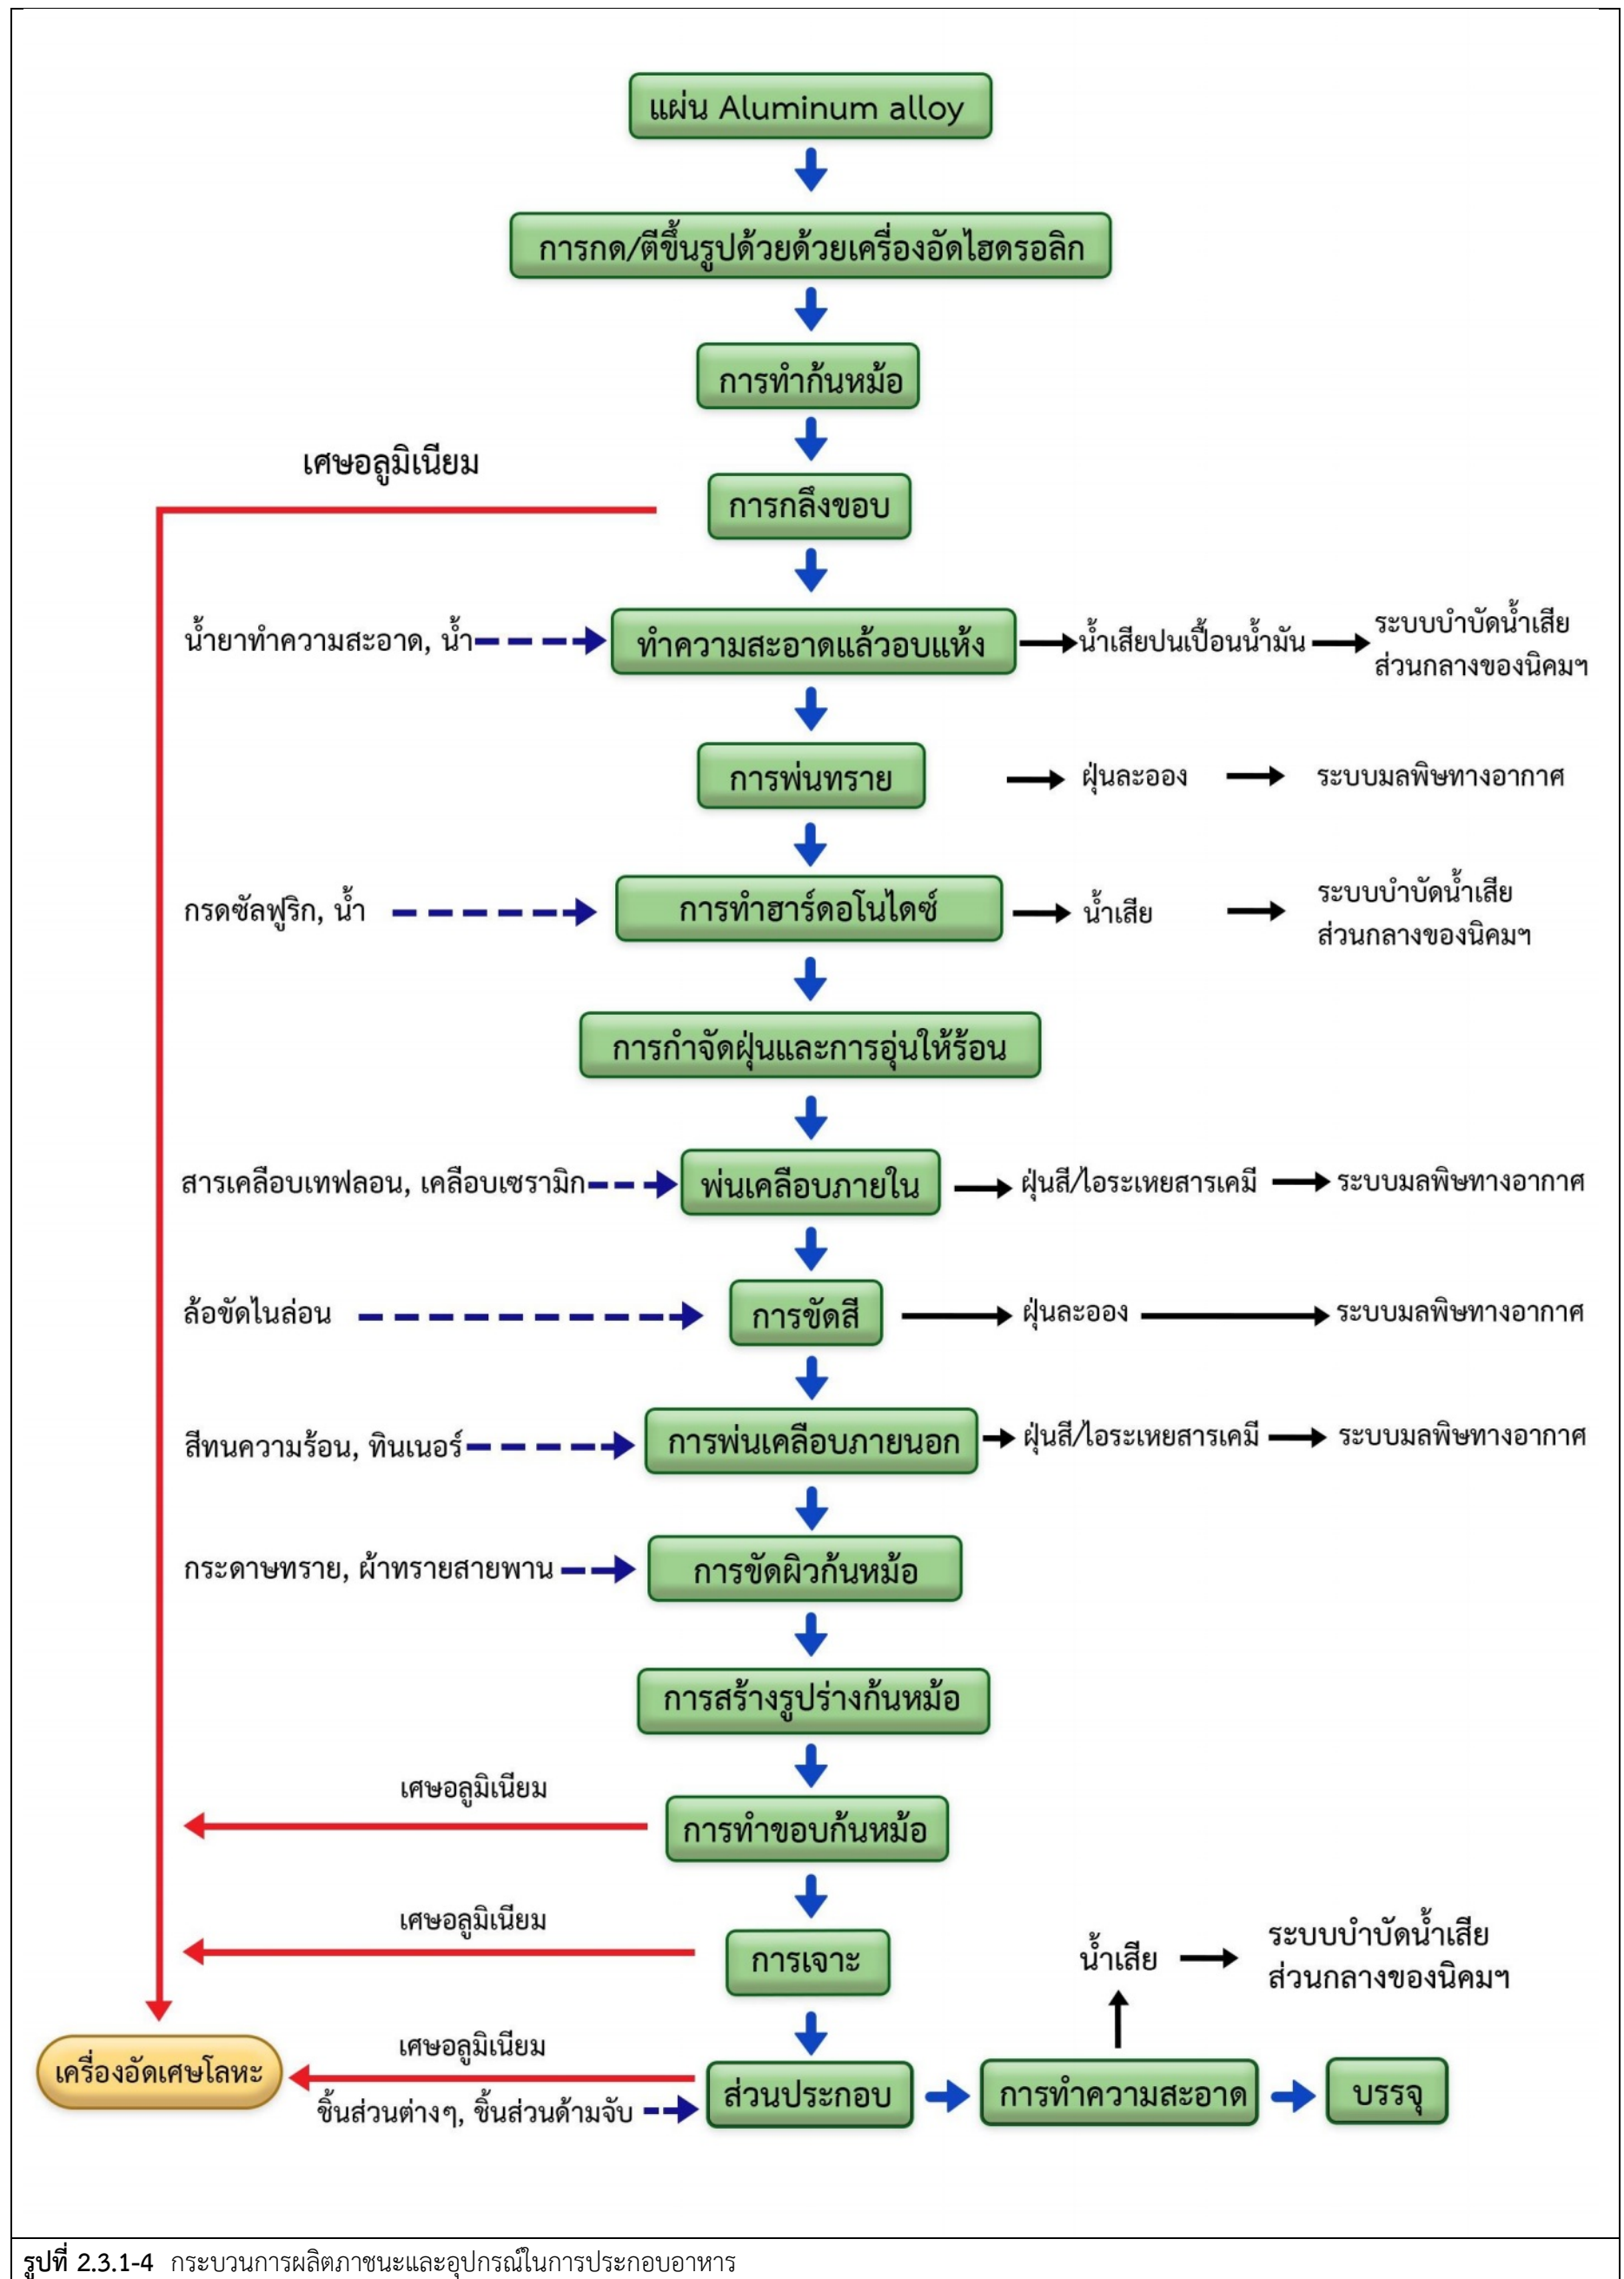 แผ่น Aluminum alloy
การกด/ตีขึ้นรูปด้วยด้วยเครื่องอัดไฮดรอลิก
การทำก้นหม้อ
เศษอลูมิเนียม
การกลึงขอบ
น้ำยาทำความสะอาด, น้ำ
ทำความสะอาดแล้วอบแห้ง
น้ำเสียปนเปื้อนน้ำมัน
ระบบบำบัดน้ำเสีย
ส่วนกลางของนิคมฯ
การพ่นทราย
ฝุ่นละออง
ระบบมลพิษทางอากาศ
กรดซัลฟูริก, น้ำ
การทำฮาร์ดอโนไดซ์
น้ำเสีย
ระบบบำบัดน้ำเสีย
ส่วนกลางของนิคมฯ
การกำจัดฝุ่นและการอุ่นให้ร้อน
สารเคลือบเทฟลอน, เคลือบเซรามิก
พ่นเคลือบภายใน
ฝุ่นสี/ไอระเหยสารเคมี
ระบบมลพิษทางอากาศ
ล้อขัดไนล่อน
การขัดสี
ฝุ่นละออง
ระบบมลพิษทางอากาศ
สีทนความร้อน, ทินเนอร์
การพ่นเคลือบภายนอก
ฝุ่นสี/ไอระเหยสารเคมี
ระบบมลพิษทางอากาศ
กระดาษทราย, ผ้าทรายสายพาน
การขัดผิวก้นหม้อ
การสร้างรูปร่างก้นหม้อ
เศษอลูมิเนียม
การทำขอบก้นหม้อ
เศษอลูมิเนียม
การเจาะ
น้ำเสีย
ระบบบำบัดน้ำเสีย
ส่วนกลางของนิคมฯ
เครื่องอัดเศษโลหะ
เศษอลูมิเนียม
ชิ้นส่วนต่างๆ, ชิ้นส่วนด้ามจับ
ส่วนประกอบ
การทำความสะอาด
บรรจุ
รูปที่ 2.3.1-4 กระบวนการผลิตภาชนะและอุปกรณ์ในการประกอบอาหาร